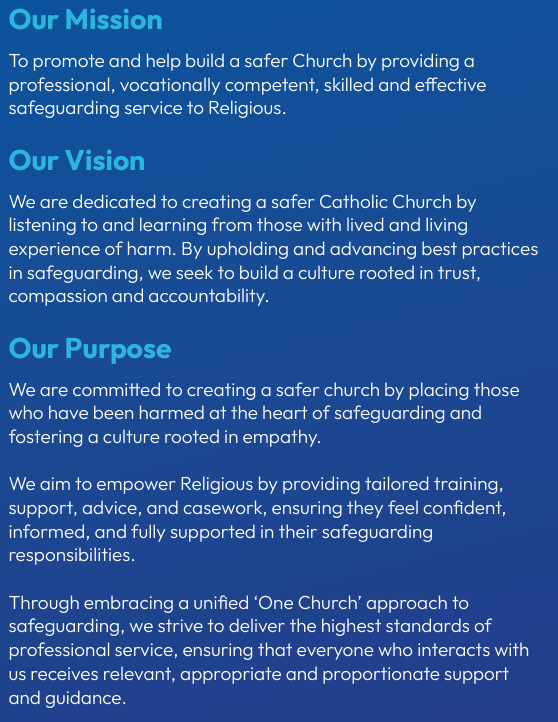 Our Mission
To promote and help build a safer Church by providing a
professional, vocationally competent, skilled and effective
safeguarding service to Religious.
Our Vision
We are dedicated to creating a safer Catholic Church by
listening to and learning from those with lived and living
experience of harm. By upholding and advancing best practices
in safeguarding, we seek to build a culture rooted in trust,
compassion and accountability.
Our Purpose
We are committed to creating a safer church by placing those
who have been harmed at the heart of safeguarding and
fostering a culture rooted in empathy.
We aim to empower Religious by providing tailored training,
support, advice, and casework, ensuring they feel confident,
informed, and fully supported in their safeguarding
responsibilities.
Through embracing a unified ‘One Church’ approach to
safeguarding, we strive to deliver the highest standards of
professional service, ensuring that everyone who interacts with
us receives relevant, appropriate and proportionate support
and guidance.